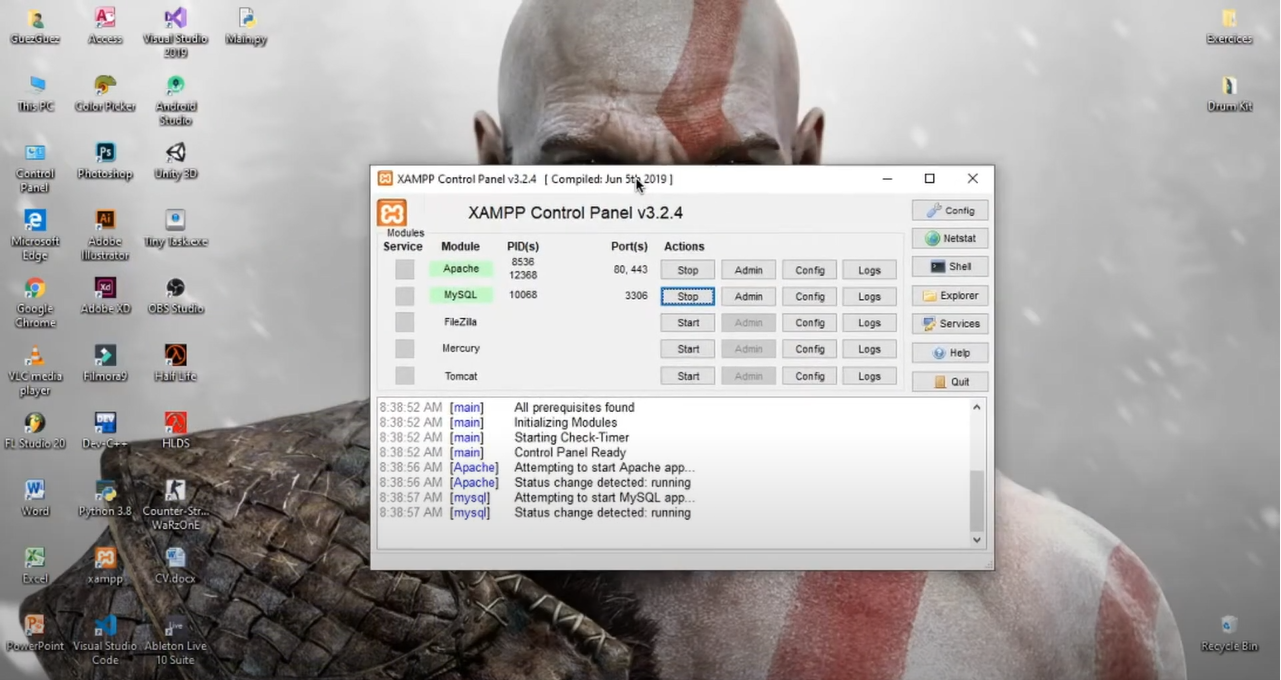 GuezGuez
Access
Visual Studio
2019
Main.py
This PC
Color Picker
Android
Studio
Control
Panel
Photoshop
Unity 3D
Microsoft
Edge
Adobe
Illustrator
Tiny Task.exe
Google
Chrome
Adobe XD
OBS Studio
VLC media
player
Filmora9
Half Life
FL Studio 20
Dev-C++
HLDS
Word
Python 3.8
Counter-Str...
WaRzOnE
Excel
xampp
CV.docx
PowerPoint
Visual Studio
Code
Ableton Live
10 Suite
Exercices
Drum Kit
Recycle Bin
XAMPP Control Panel v3.2.4 [ Compiled: Jun 5th 2019 ]
XAMPP Control Panel v3.2.4
Modules
Service Module PID(s) Port(s) Actions
Apache 8536
12368 80, 443 Stop Admin Config Logs
MySQL 10068 3306 Stop Admin Config Logs
FileZilla Start Admin Config Logs
Mercury Start Admin Config Logs
Tomcat Start Admin Config Logs
Config
Netstat
Shell
Explorer
Services
Help
Quit
8:38:52 AM [main] All prerequisites found
8:38:52 AM [main] Initializing Modules
8:38:52 AM [main] Starting Check-Timer
8:38:52 AM [main] Control Panel Ready
8:38:56 AM [Apache] Attempting to start Apache app...
8:38:56 AM [Apache] Status change detected: running
8:38:57 AM [mysql] Attempting to start MySQL app...
8:38:57 AM [mysql] Status change detected: running